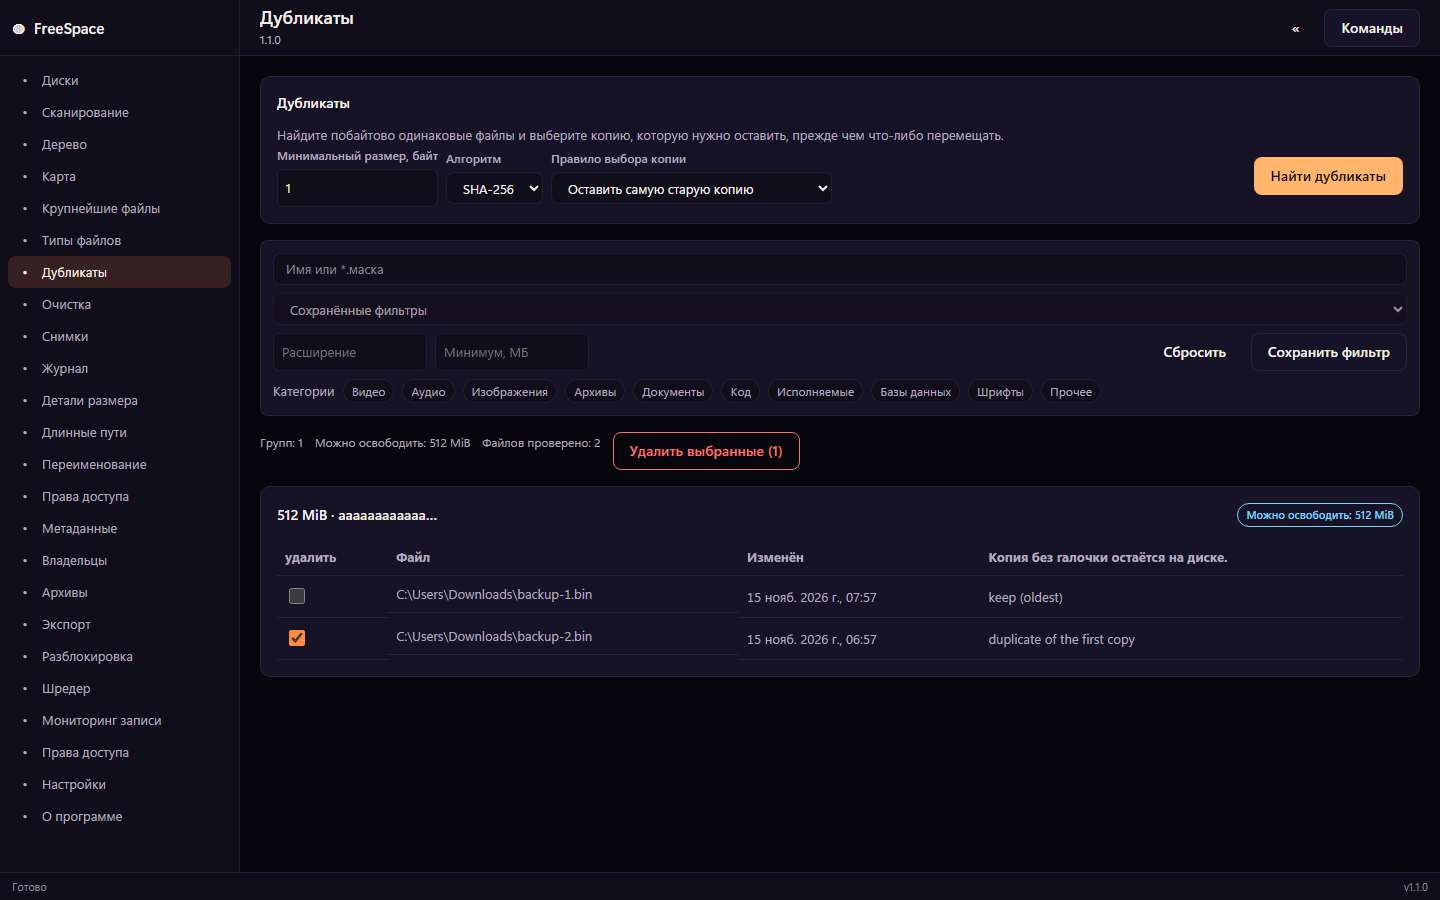 FreeSpace
Дубликаты
1.1.0
«
Команды
Диски
Сканирование
Дерево
Карта
Крупнейшие файлы
Типы файлов
Дубликаты
Очистка
Снимки
Журнал
Детали размера
Длинные пути
Переименование
Права доступа
Метаданные
Владельцы
Архивы
Экспорт
Разблокировка
Шредер
Мониторинг записи
Права доступа
Настройки
О программе
Дубликаты
Найдите побайтово одинаковые файлы и выберите копию, которую нужно оставить, прежде чем что-либо перемещать.
Минимальный размер, байт Алгоритм Правило выбора копии
1 SHA-256 Оставить самую старую копию Найти дубликаты
Имя или *.маска
Сохранённые фильтры
Расширение Минимум, МБ Сбросить Сохранить фильтр
Категории Видео Аудио Изображения Архивы Документы Код Исполняемые Базы данных Шрифты Прочее
Групп: 1 Можно освободить: 512 MiB Файлов проверено: 2 Удалить выбранные (1)
512 MiB · aaaaaaaaaaaa… Можно освободить: 512 MiB
удалить Файл Изменён Копия без галочки остаётся на диске.
C:\Users\Downloads\backup-1.bin 15 нояб. 2026 г., 07:57 keep (oldest)
C:\Users\Downloads\backup-2.bin 15 нояб. 2026 г., 06:57 duplicate of the first copy
Готово v1.1.0